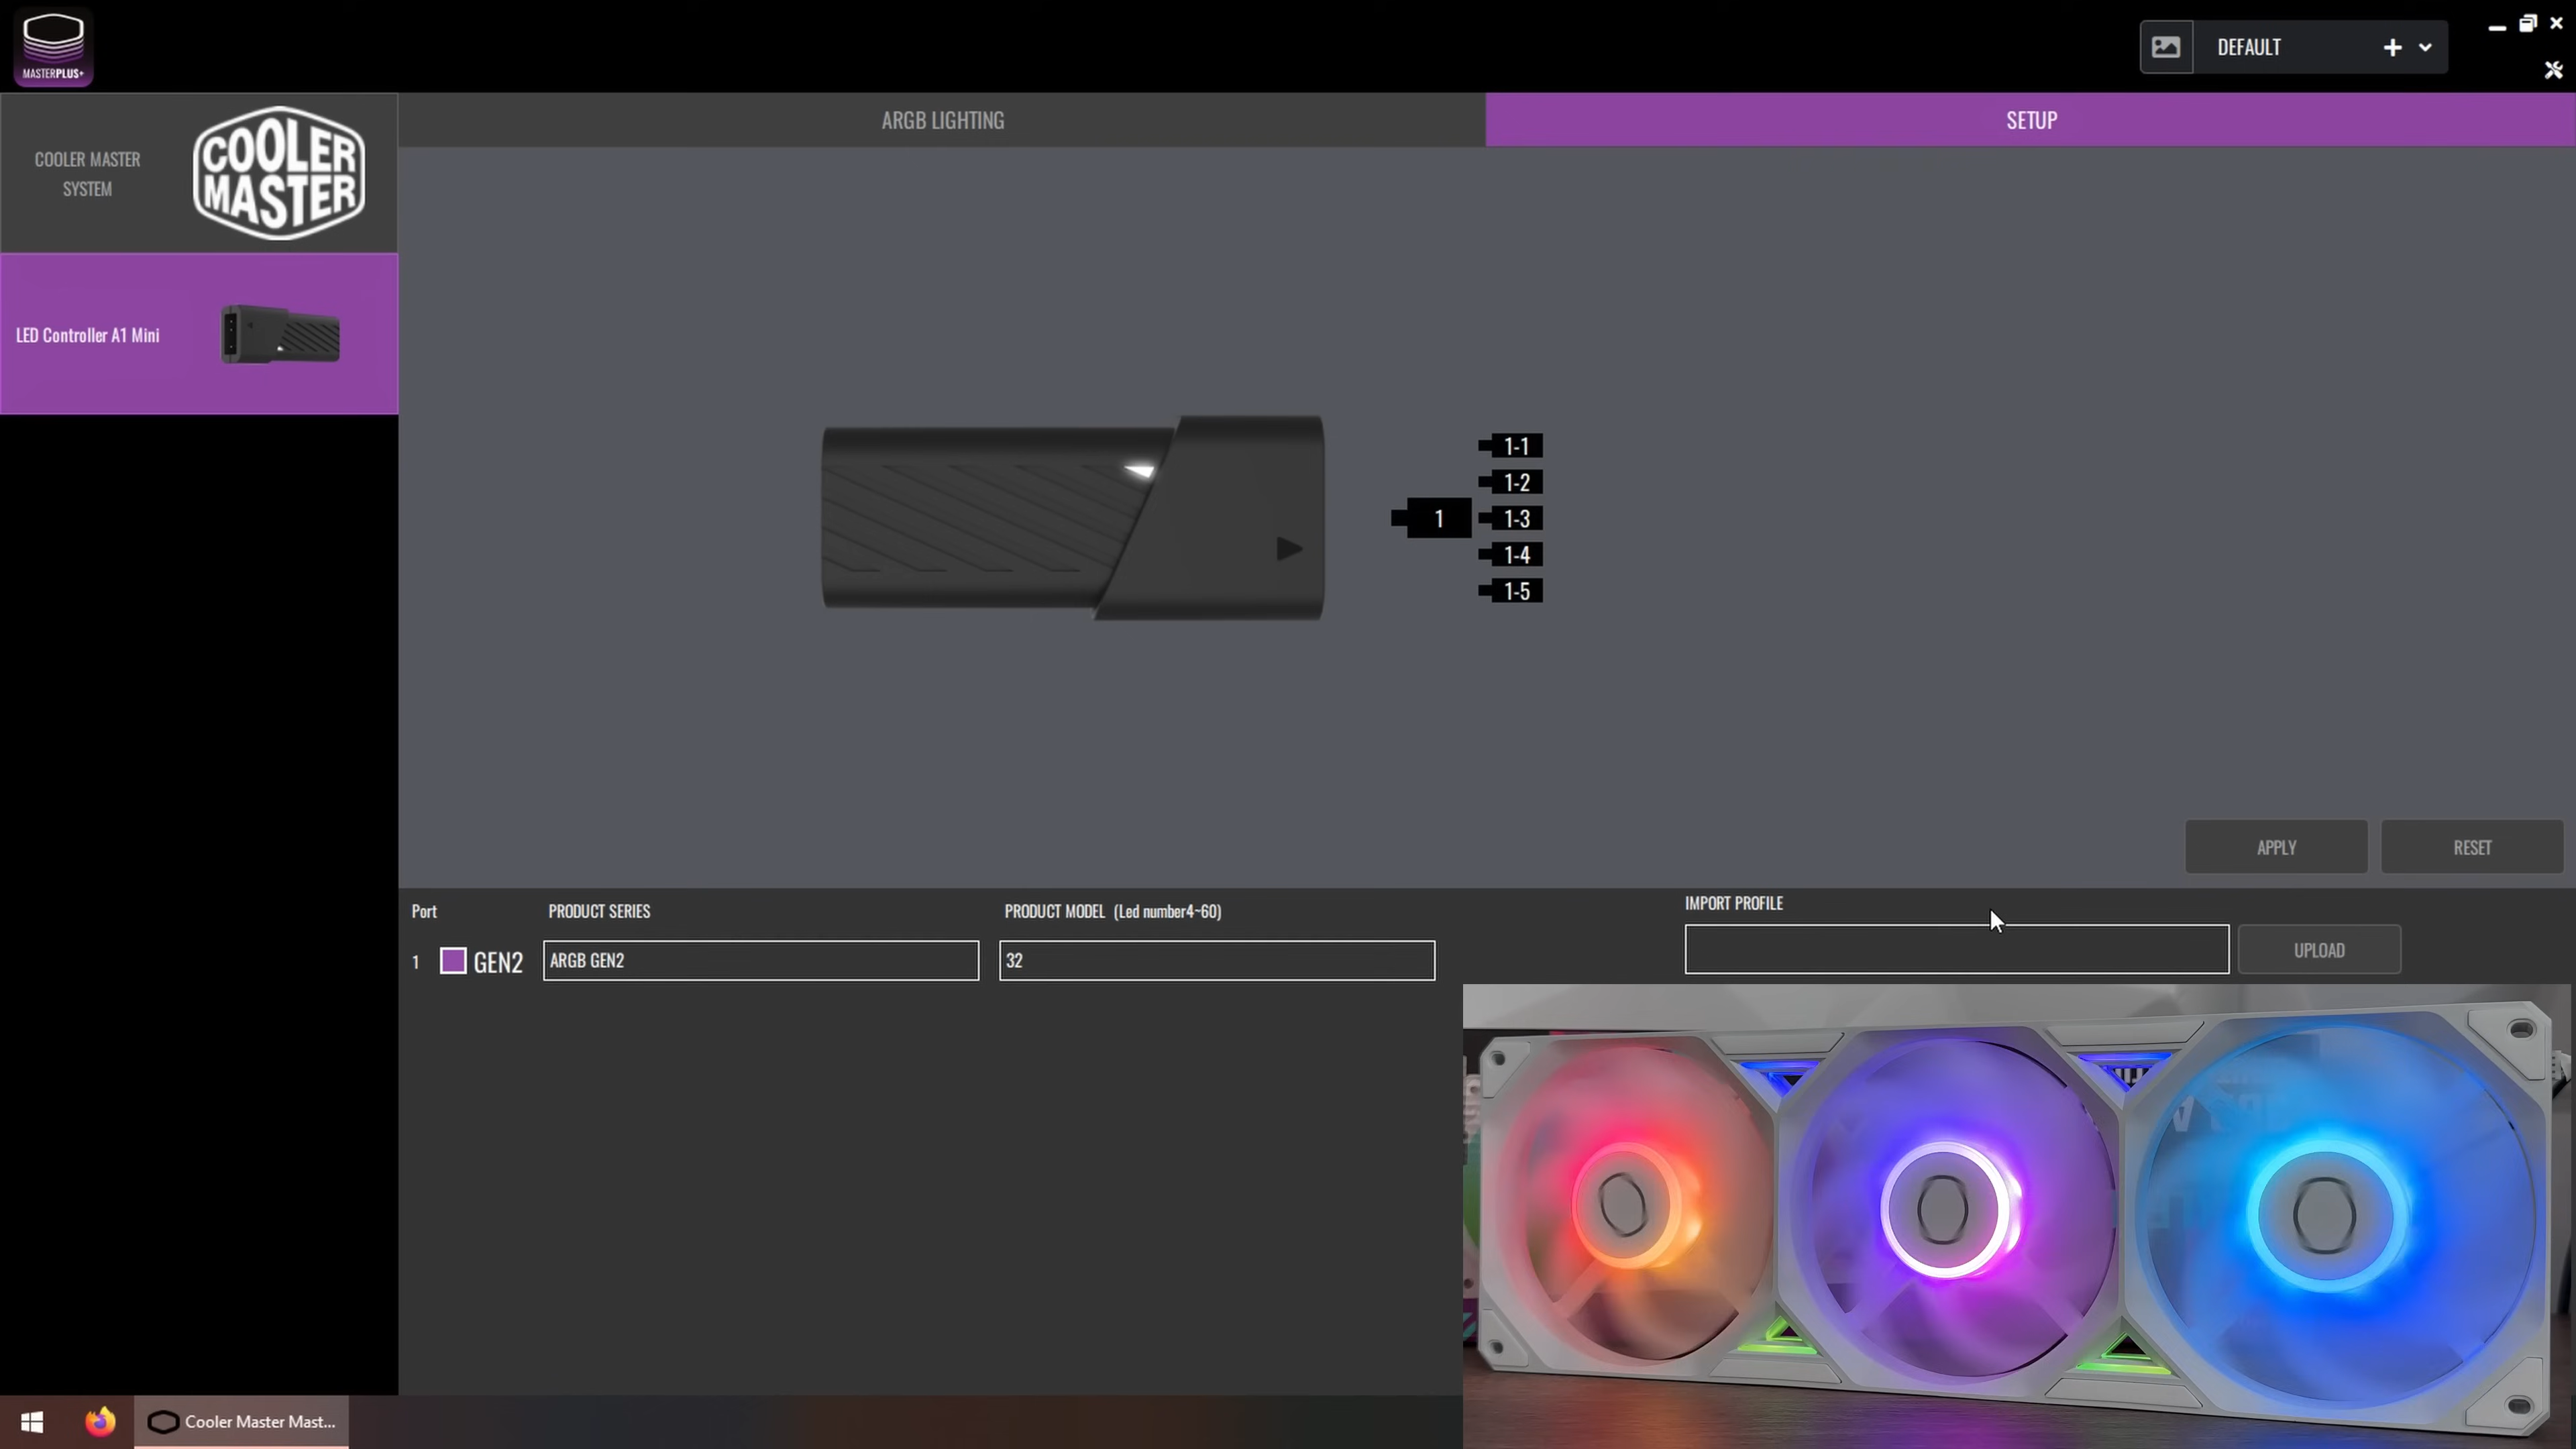 MASTERPLUS+
DEFAULT
COOLER MASTER
SYSTEM
COOLER
MASTER
ARGB LIGHTING
SETUP
LED Controller A1 Mini
1
1-1
1-2
1-3
1-4
1-5
APPLY
RESET
Port
PRODUCT SERIES
PRODUCT MODEL (Led number4~60)
IMPORT PROFILE
1 GEN2 ARGB GEN2 32
UPLOAD
Cooler Master Mast...